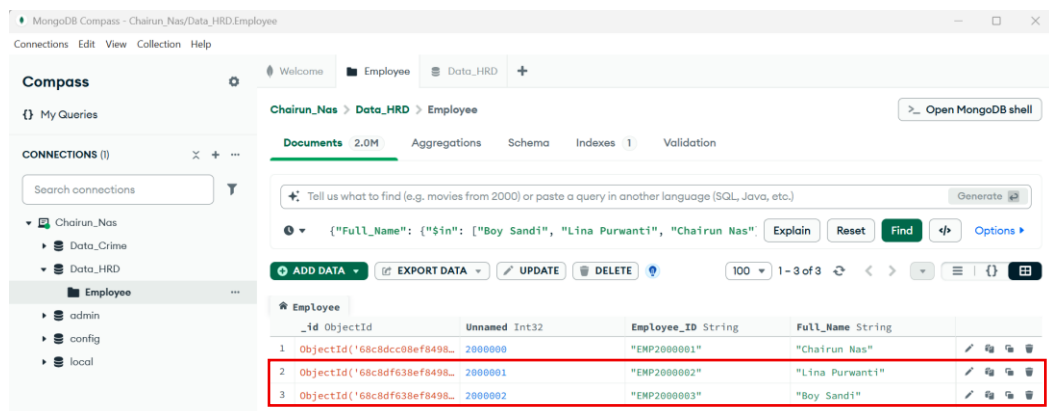 MongoDB Compass - Chairun_Nas/Data_HRD.Employee
Connections Edit View Collection Help
Compass
{} My Queries
CONNECTIONS (1)
Search connections
Chairun_Nas
Data_Crime
Data_HRD
Employee
admin
config
local
Welcome Employee Data_HRD
Chairun_Nas > Data_HRD > Employee
>_ Open MongoDB shell
Documents 2.0M Aggregations Schema Indexes 1 Validation
Tell us what to find (e.g. movies from 2000) or paste a query in another language (SQL, Java, etc.) Generate
{"Full_Name": {"$in": ["Boy Sandi", "Lina Purwanti", "Chairun Nas"] Explain Reset Find </> Options
ADD DATA EXPORT DATA UPDATE DELETE 100 1 – 3 of 3 < > {}
Employee
_id ObjectId Unnamed Int32 Employee_ID String Full_Name String
1 ObjectId('68c8dcc08ef8498… 2000000 "EMP2000001" "Chairun Nas"
2 ObjectId('68c8df638ef8498… 2000001 "EMP2000002" "Lina Purwanti"
3 ObjectId('68c8df638ef8498… 2000002 "EMP2000003" "Boy Sandi"